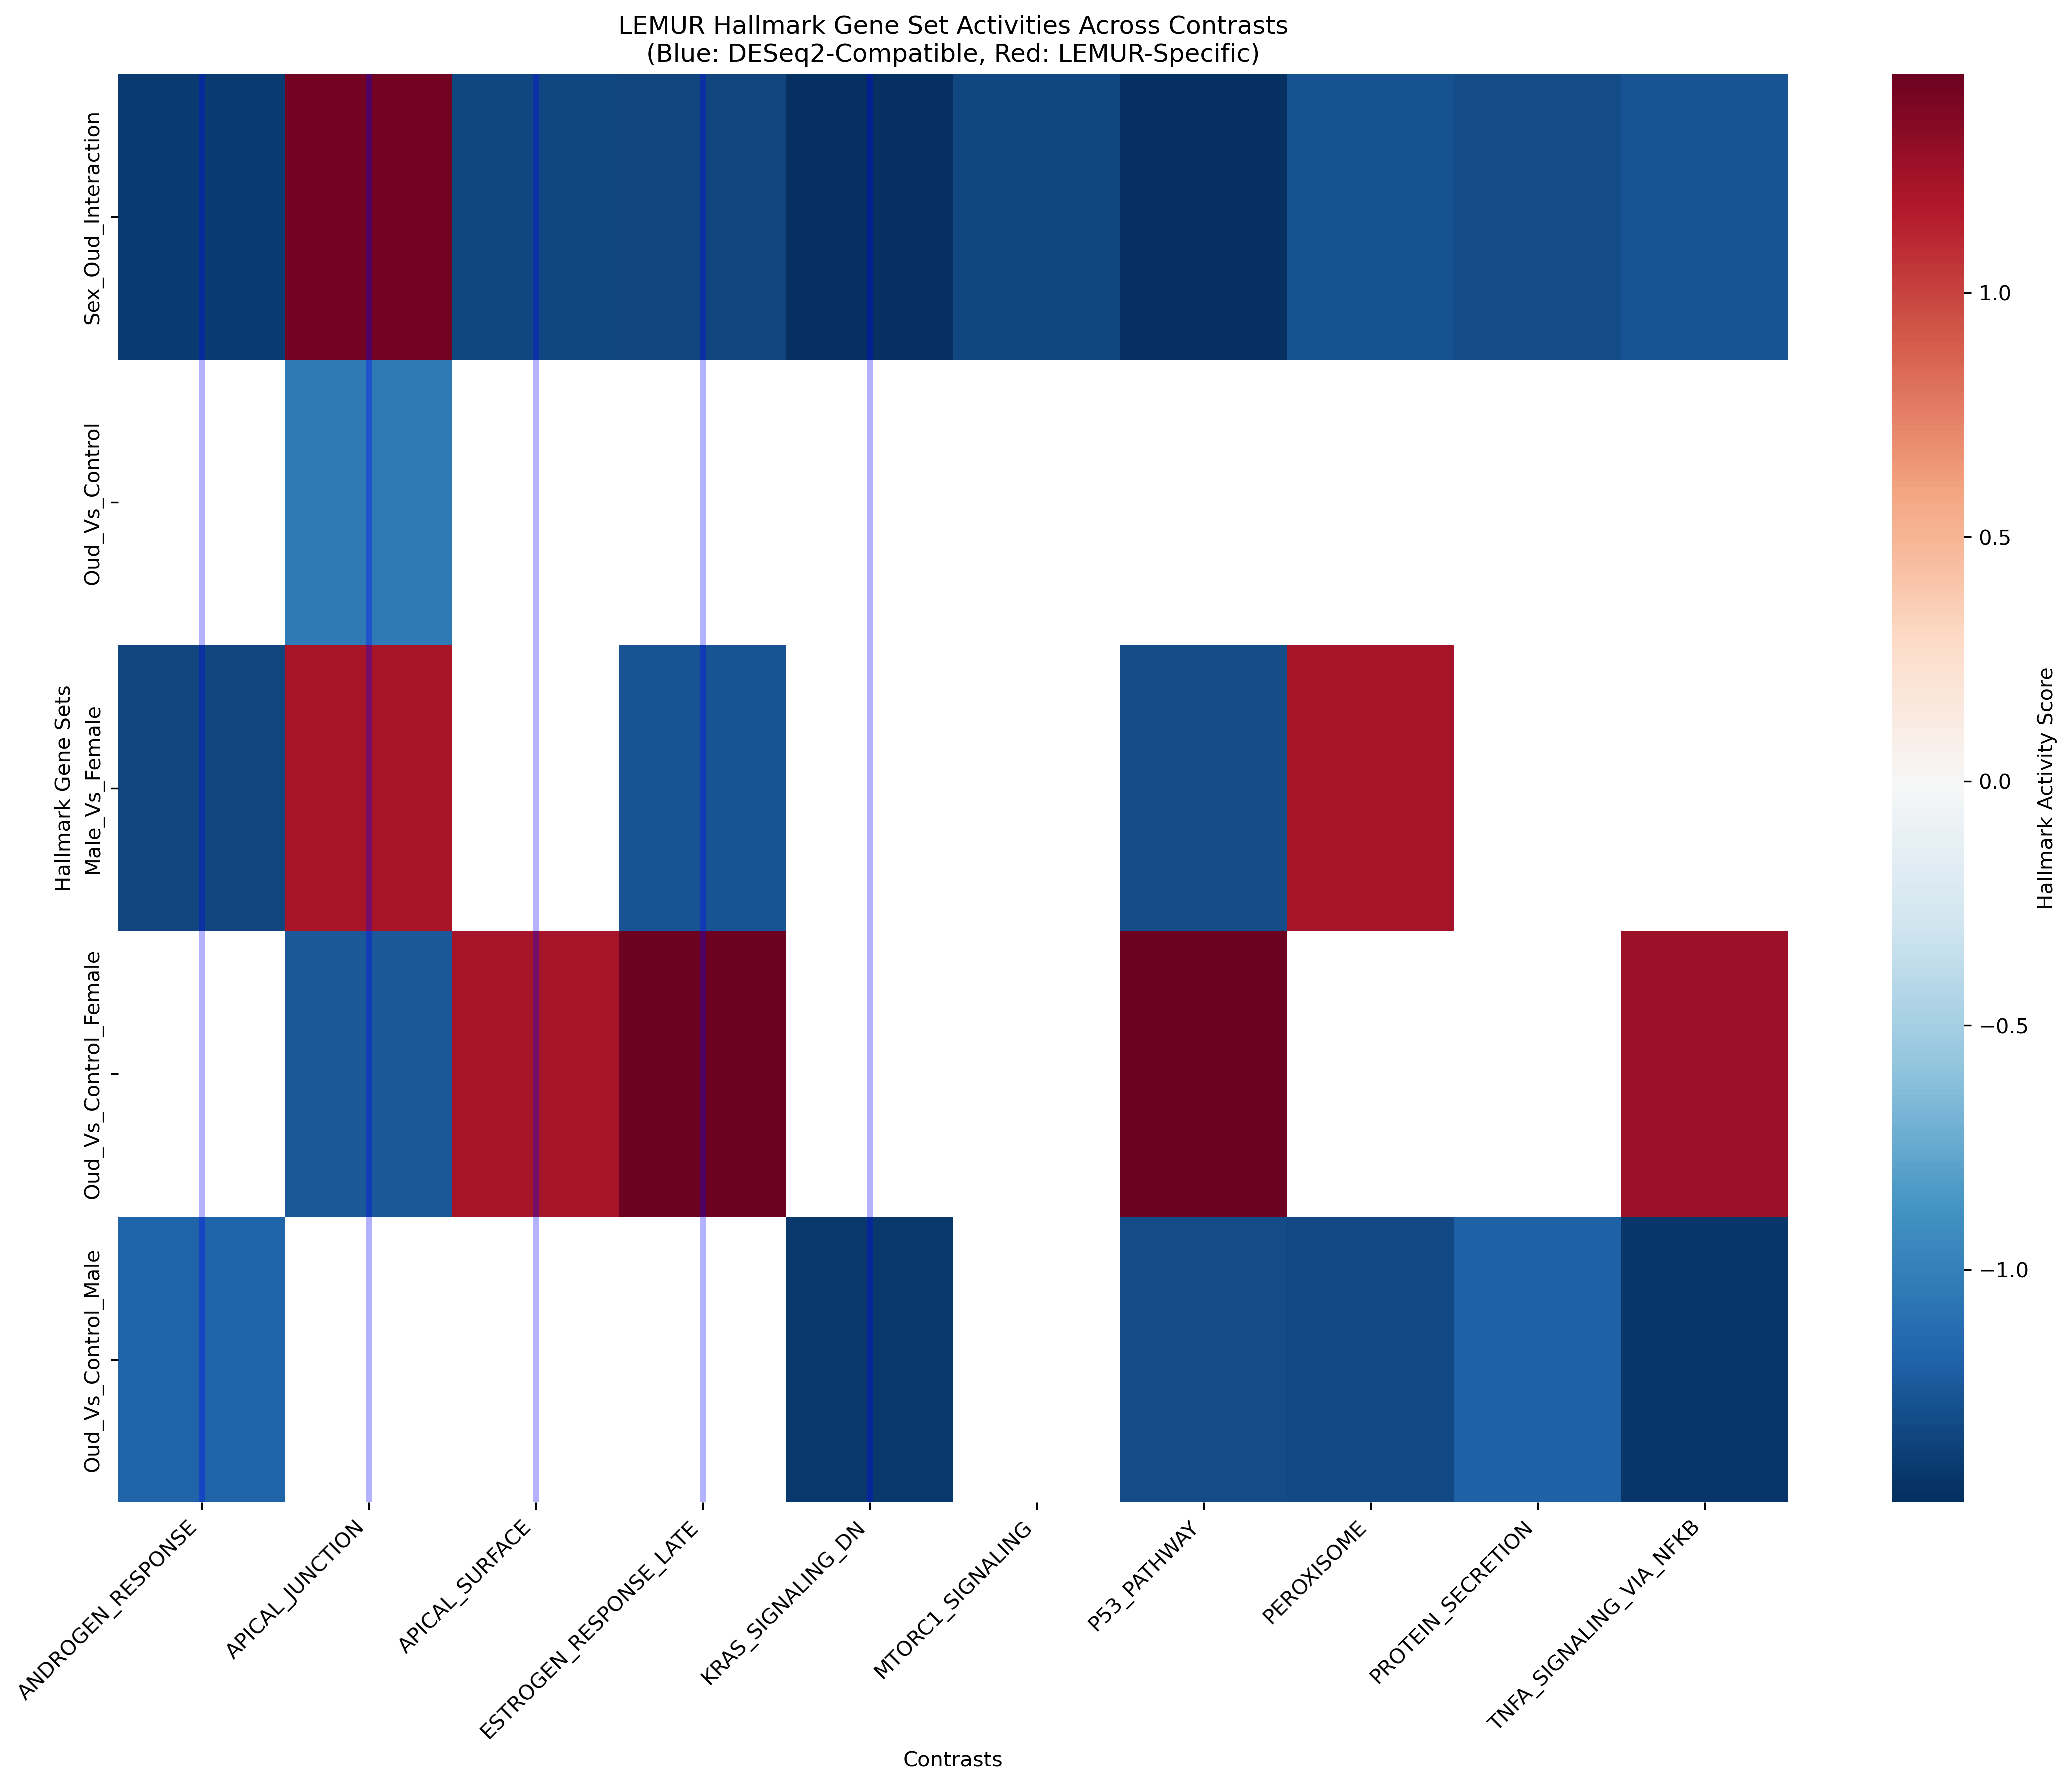 LEMUR Hallmark Gene Set Activities Across Contrasts
(Blue: DESeq2-Compatible, Red: LEMUR-Specific)
Hallmark Gene Sets
Sex_Oud_Interaction
Oud_Vs_Control
Male_Vs_Female
Oud_Vs_Control_Female
Oud_Vs_Control_Male
ANDROGEN_RESPONSE
APICAL_JUNCTION
APICAL_SURFACE
ESTROGEN_RESPONSE_LATE
KRAS_SIGNALING_DN
MTORC1_SIGNALING
P53_PATHWAY
PEROXISOME
PROTEIN_SECRETION
TNFA_SIGNALING_VIA_NFKB
Contrasts
1.0
0.5
0.0
−0.5
−1.0
Hallmark Activity Score